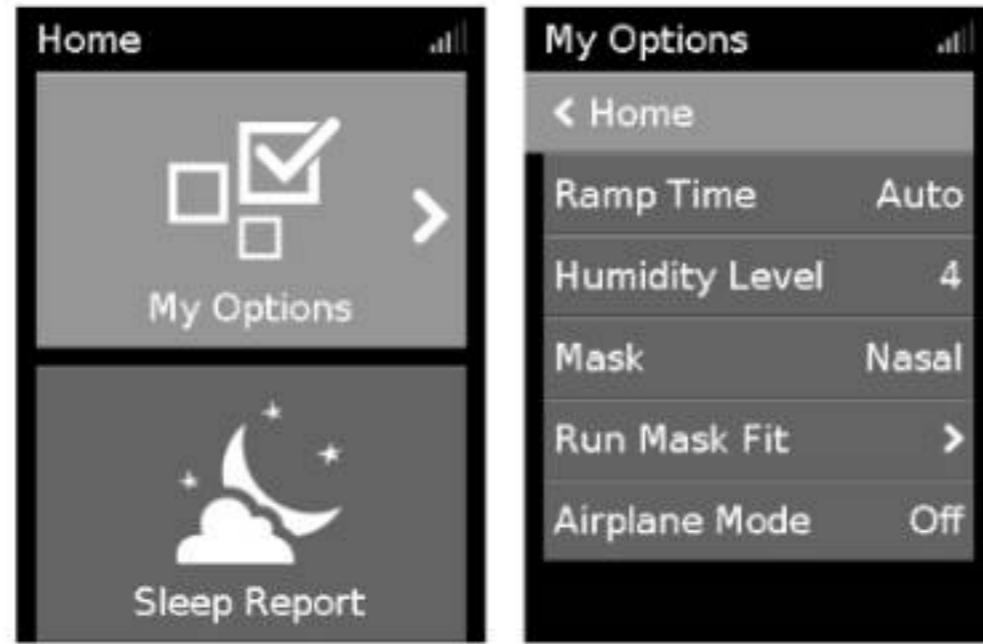 Home
My Options
Sleep Report
My Options
Home
Ramp Time Auto
Humidity Level 4
Mask Nasal
Run Mask Fit
Airplane Mode Off